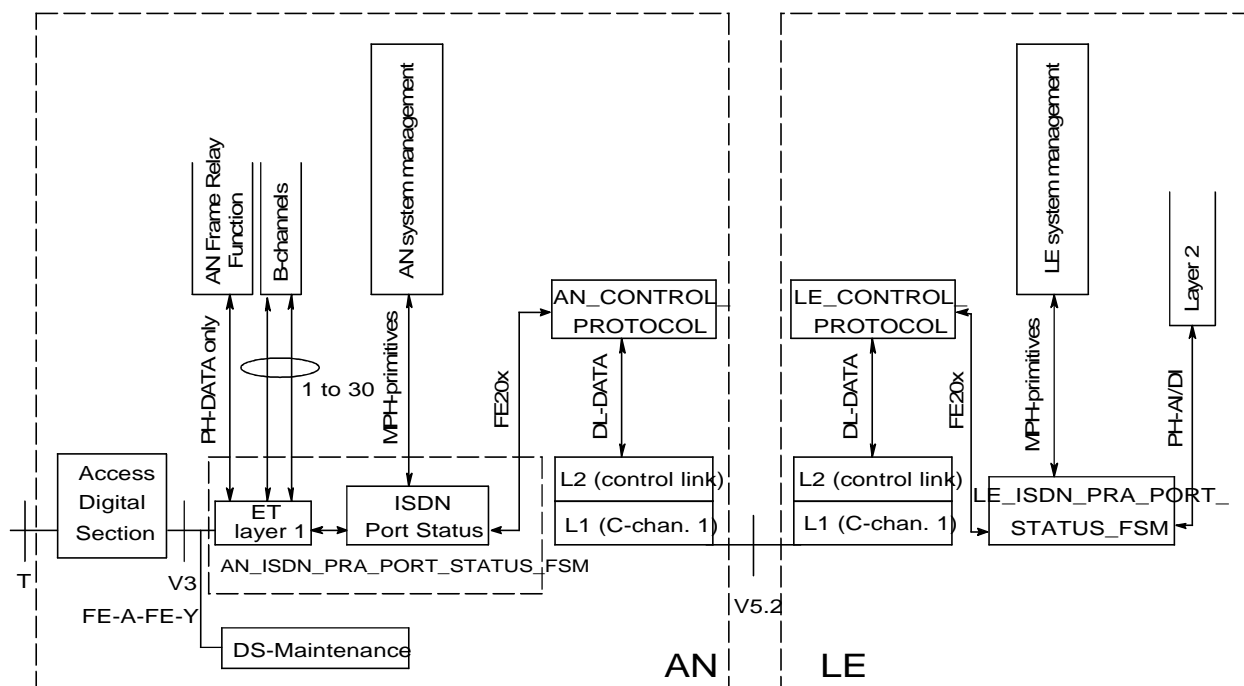 AN Frame Relay
Function
B-channels
AN system management
LE system management
Layer 2
AN_CONTROL_
PROTOCOL
LE_CONTROL_
PROTOCOL
PH-DATA only
1 to 30
MPH-primitives
FE20x
DL-DATA
DL-DATA
FE20x
MPH-primitives
PH-AI/DI
Access
Digital
Section
ET
layer 1
ISDN
Port Status
L2 (control link)
L1 (C-chan. 1)
L2 (control link)
L1 (C-chan. 1)
LE_ISDN_PRA_PORT_
STATUS_FSM
T
V3
AN_ISDN_PRA_PORT_STATUS_FSM
V5.2
FE-A-FE-Y
DS-Maintenance
AN
LE